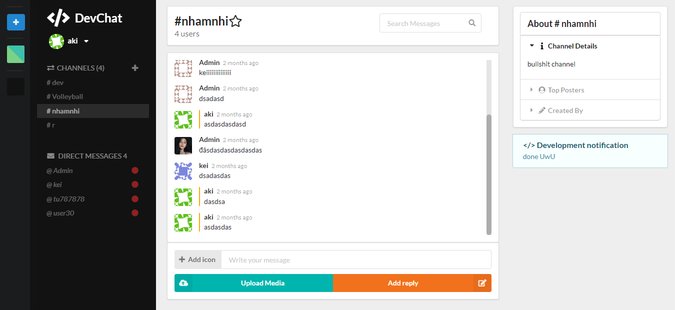 </> DevChat
aki
CHANNELS (4)
# dev
# Volleyball
# nhamnhi
# r
DIRECT MESSAGES 4
@ Admin
@ kei
@ tu787878
@ user30
#nhamnhi
4 users
Search Messages
Admin 2 months ago
keiiiiiiiiiiiiii
Admin 2 months ago
dsadasd
aki 2 months ago
asdasdasdasd
Admin 2 months ago
đâsdasdasdasdasdas
kei 2 months ago
dsadasdas
aki 2 months ago
dasdsa
aki 2 months ago
asdasdas
Add icon
Write your message
Upload Media
Add reply
About # nhamnhi
Channel Details
bullshit channel
Top Posters
Created By
</> Development notification
done UwU